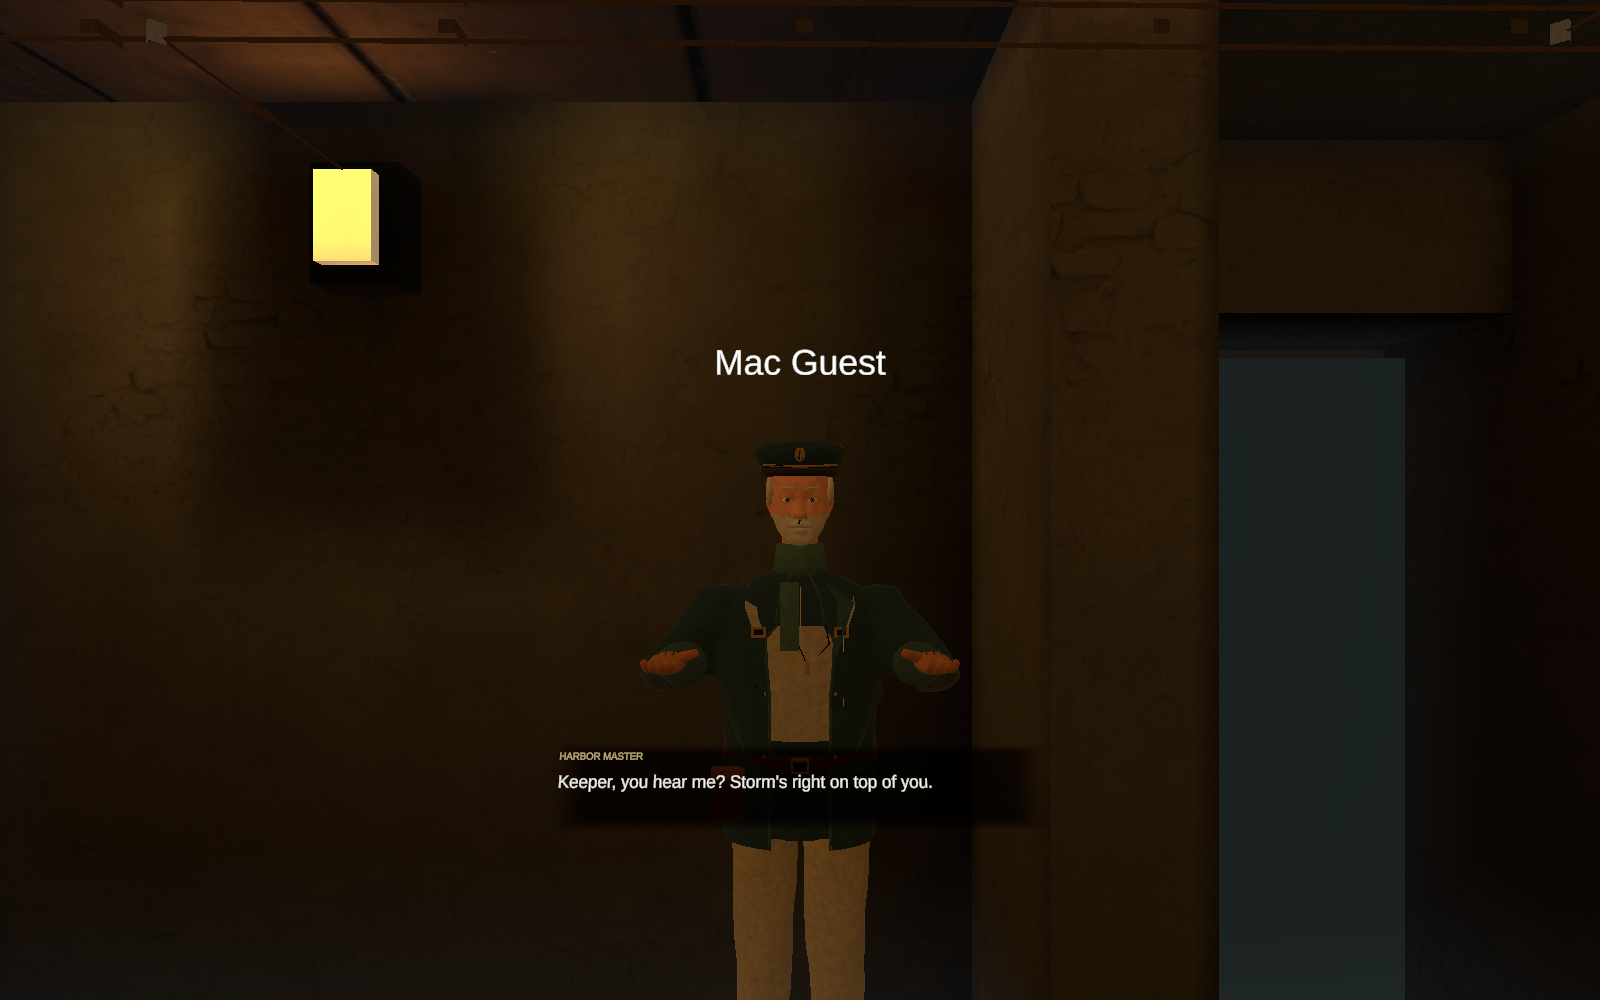 Mac Guest
HARBOR MASTER
Keeper, you hear me? Storm's right on top of you.